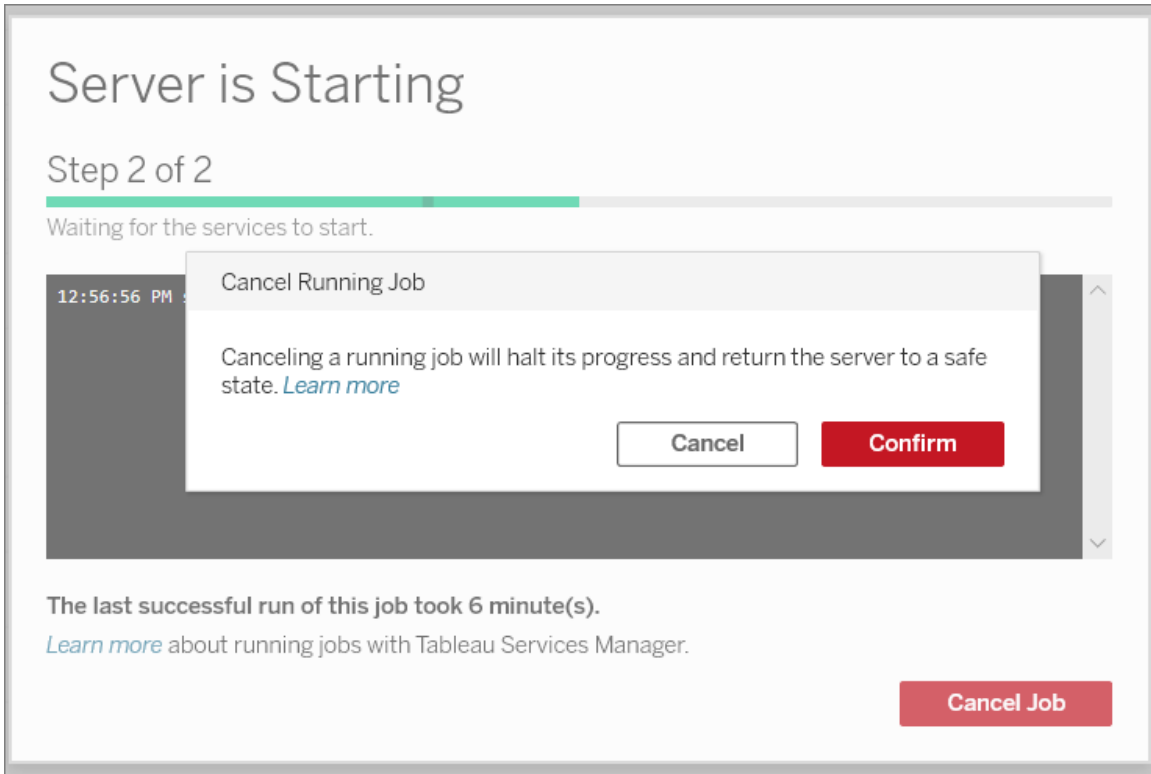 Server is Starting
Step 2 of 2
Waiting for the services to start.
12:56:56 PM
Cancel Running Job
Canceling a running job will halt its progress and return the server to a safe
state. Learn more
Cancel
Confirm
The last successful run of this job took 6 minute(s).
Learn more about running jobs with Tableau Services Manager.
Cancel Job